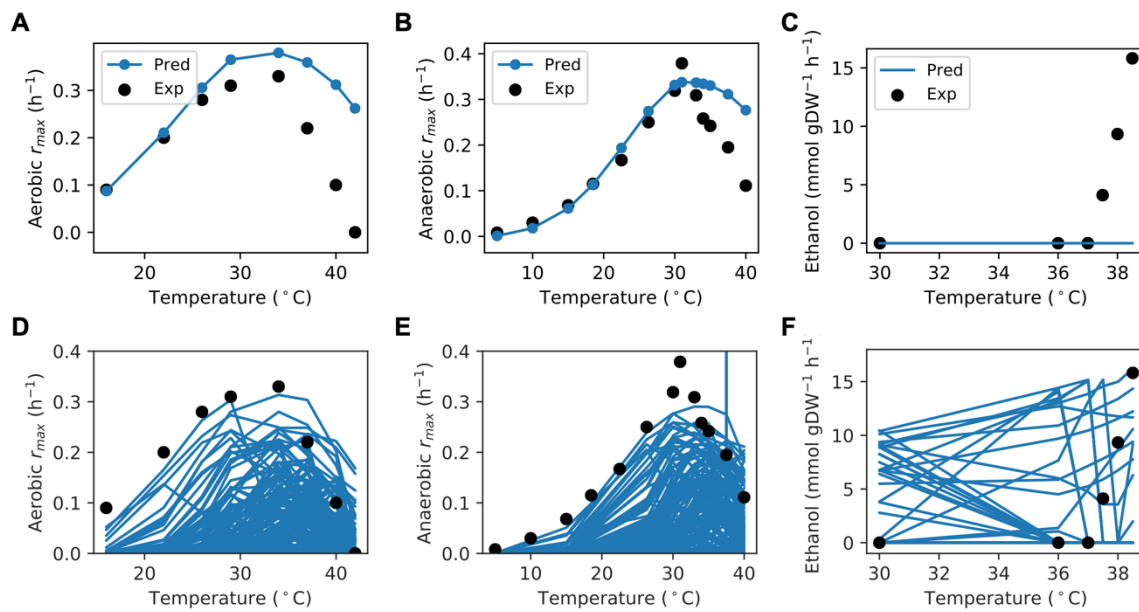 A
Aerobic r_max (h⁻¹)
0.3
0.2
0.1
0.0
Pred
Exp
20 30 40
Temperature (°C)
B
Anaerobic r_max (h⁻¹)
0.4
0.3
0.2
0.1
0.0
Pred
Exp
10 20 30 40
Temperature (°C)
C
Ethanol (mmol gDW⁻¹ h⁻¹)
15
10
5
0
Pred
Exp
30 32 34 36 38
Temperature (°C)
D
Aerobic r_max (h⁻¹)
0.4
0.3
0.2
0.1
0.0
20 30 40
Temperature (°C)
E
Anaerobic r_max (h⁻¹)
0.4
0.3
0.2
0.1
0.0
10 20 30 40
Temperature (°C)
F
Ethanol (mmol gDW⁻¹ h⁻¹
15
10
5
0
30 32 34 36 38
Temperature (°C)